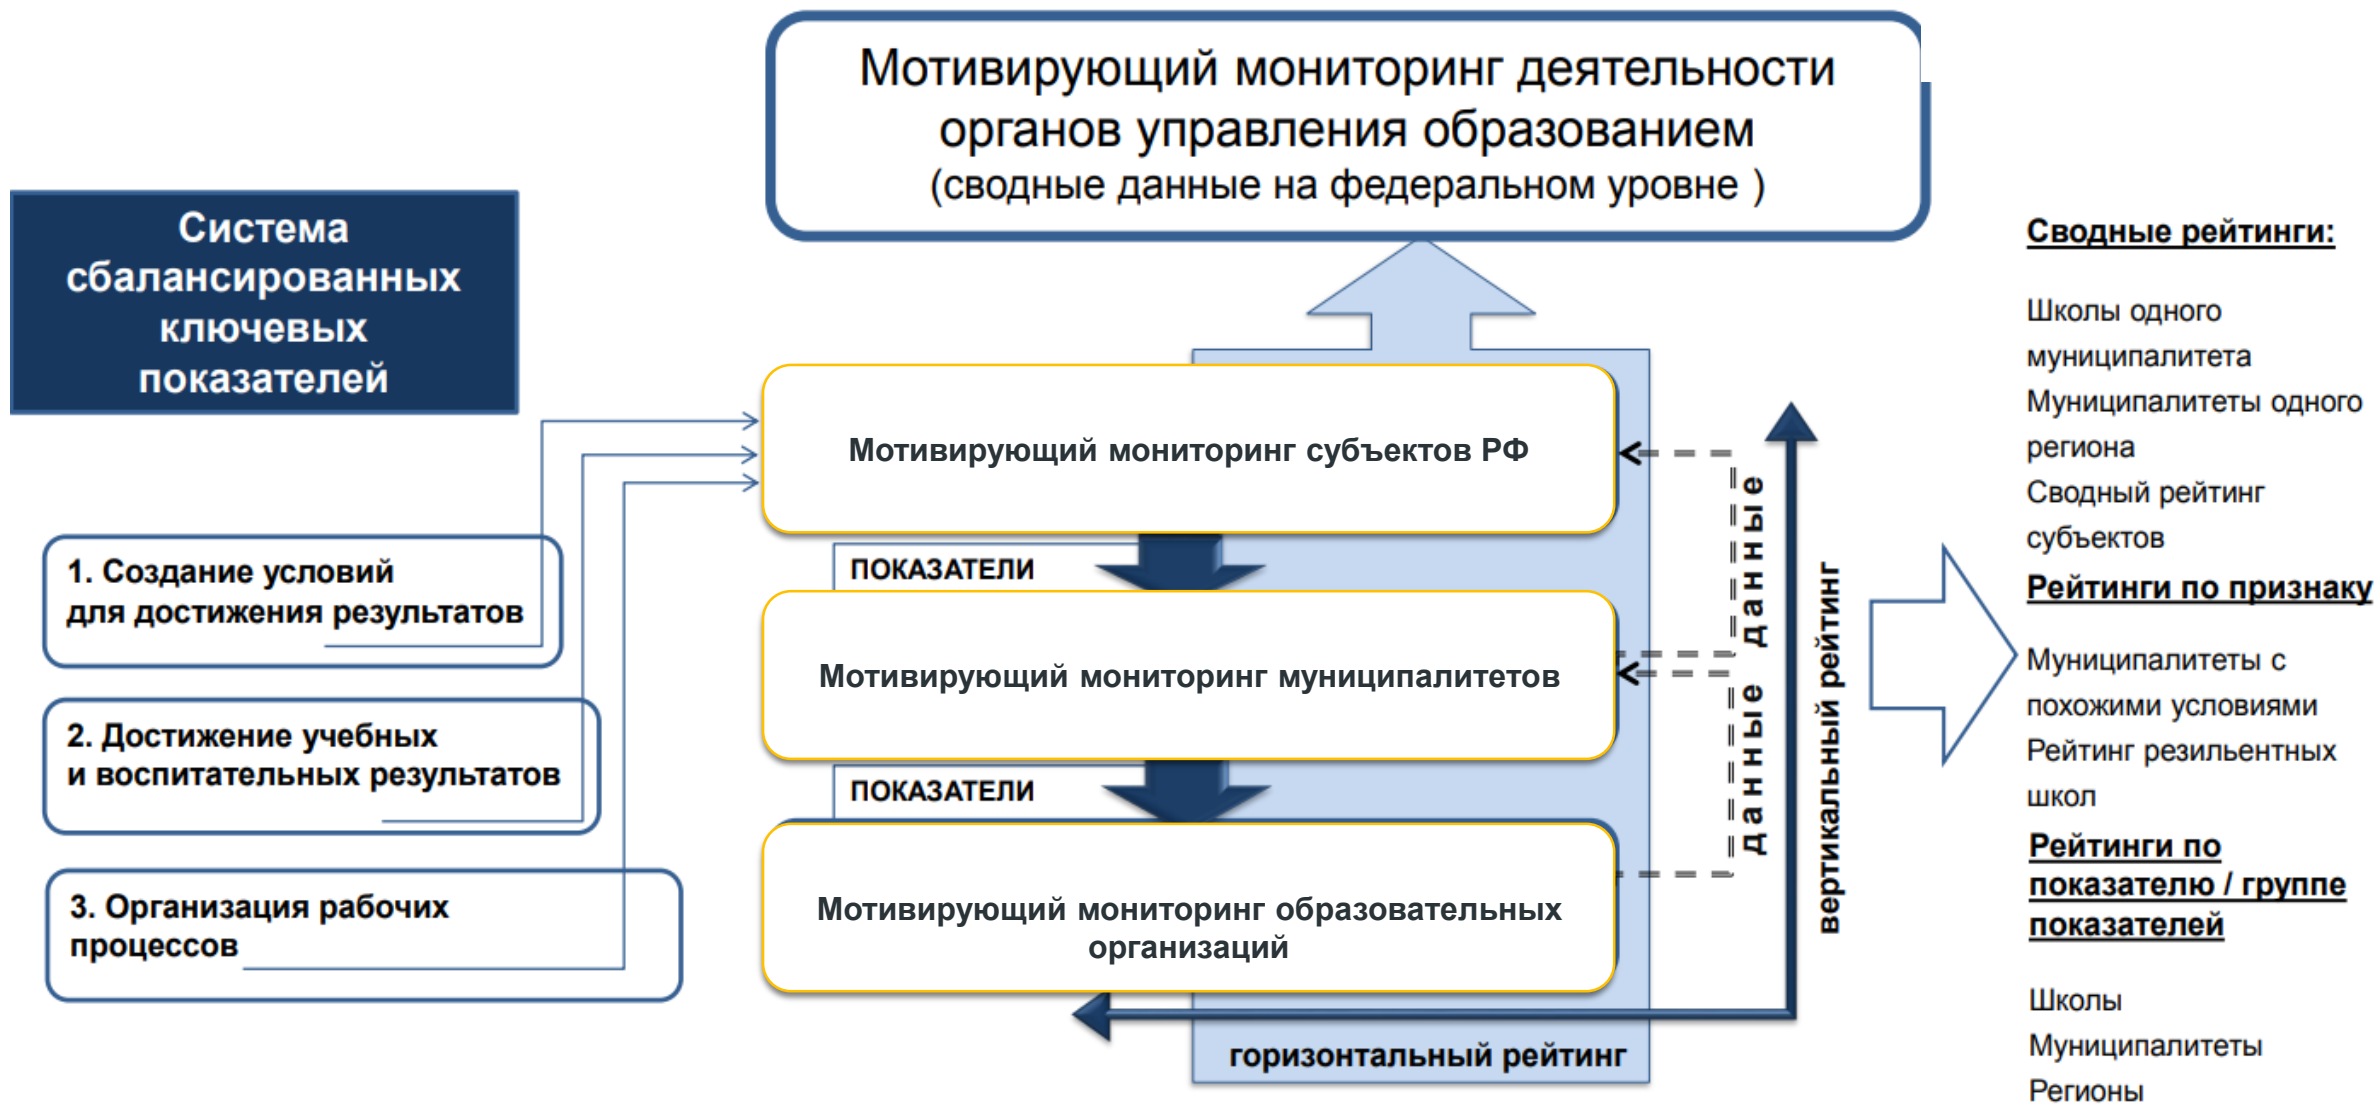 Мотивирующий мониторинг деятельности
органов управления образованием
(сводные данные на федеральном уровне )
Система
сбалансированных
ключевых
показателей
1. Создание условий
для достижения результатов
2. Достижение учебных
и воспитательных результатов
3. Организация рабочих
процессов
Мотивирующий мониторинг субъектов РФ
ПОКАЗАТЕЛИ
Мотивирующий мониторинг муниципалитетов
ПОКАЗАТЕЛИ
Мотивирующий мониторинг образовательных
организаций
данные
данные
вертикальный рейтинг
горизонтальный рейтинг
Сводные рейтинги:
Школы одного
муниципалитета
Муниципалитеты одного
региона
Сводный рейтинг
субъектов
Рейтинги по признаку
Муниципалитеты с
похожими условиями
Рейтинг резильентных
школ
Рейтинги по
показателю / группе
показателей
Школы
Муниципалитеты
Регионы